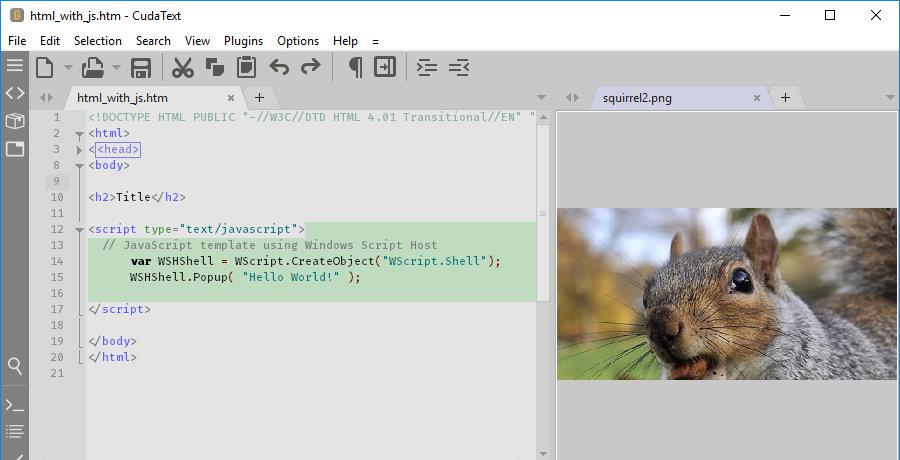 html_with_js.htm - CudaText
File Edit Selection Search View Plugins Options Help =
html_with_js.htm
squirrel2.png
1 <!DOCTYPE HTML PUBLIC "-//W3C//DTD HTML 4.01 Transitional//EN" "
2 <html>
3 <<head>
8 <body>
9
10 <h2>Title</h2>
11
12 <script type="text/javascript">
13 // JavaScript template using Windows Script Host
14 var WSHShell = WScript.CreateObject("WScript.Shell");
15 WSHShell.Popup( "Hello World!" );
16
17 </script>
18
19 </body>
20 </html>
21